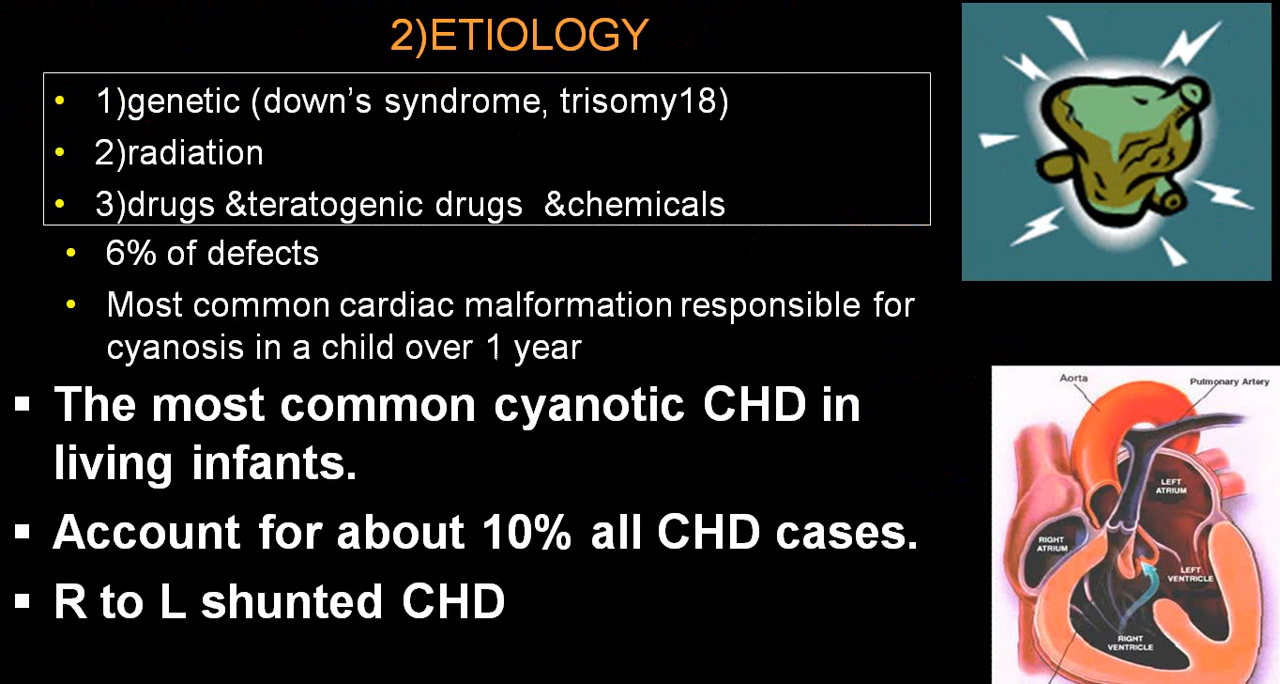 2)ETIOLOGY
• 1)genetic (down's syndrome, trisomy18)
• 2)radiation
• 3)drugs &teratogenic drugs  &chemicals
• 6% of defects
• Most common cardiac malformation responsible for
cyanosis in a child over 1 year
▪ The most common cyanotic CHD in
living infants.
▪ Account for about 10% all CHD cases.
▪ R to L shunted CHD
Aorta
Pulmonary Artery
LEFT
ATRIUM
RIGHT
ATRIUM
LEFT
VENTRICLE
RIGHT
VENTRICLE